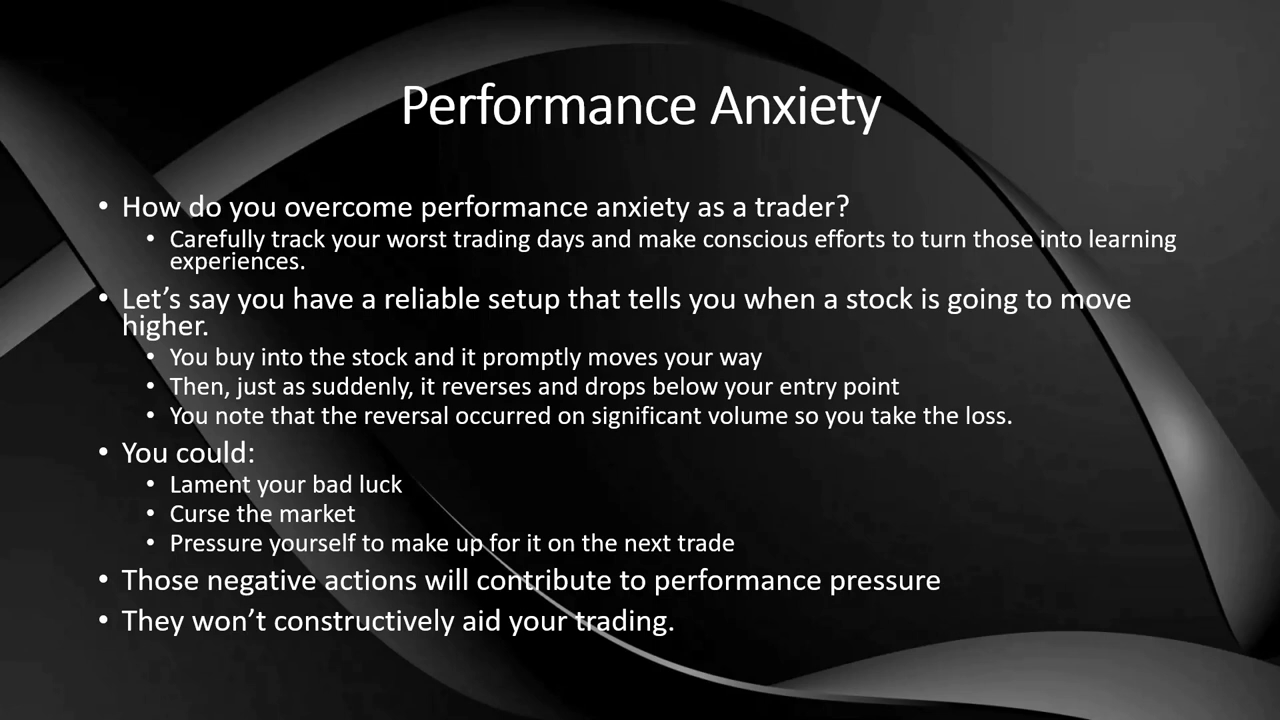 Performance Anxiety
• How do you overcome performance anxiety as a trader?
• Carefully track your worst trading days and make conscious efforts to turn those into learning
experiences.
• Let’s say you have a reliable setup that tells you when a stock is going to move
higher.
• You buy into the stock and it promptly moves your way
• Then, just as suddenly, it reverses and drops below your entry point
• You note that the reversal occurred on significant volume so you take the loss.
• You could:
• Lament your bad luck
• Curse the market
• Pressure yourself to make up for it on the next trade
• Those negative actions will contribute to performance pressure
• They won’t constructively aid your trading.